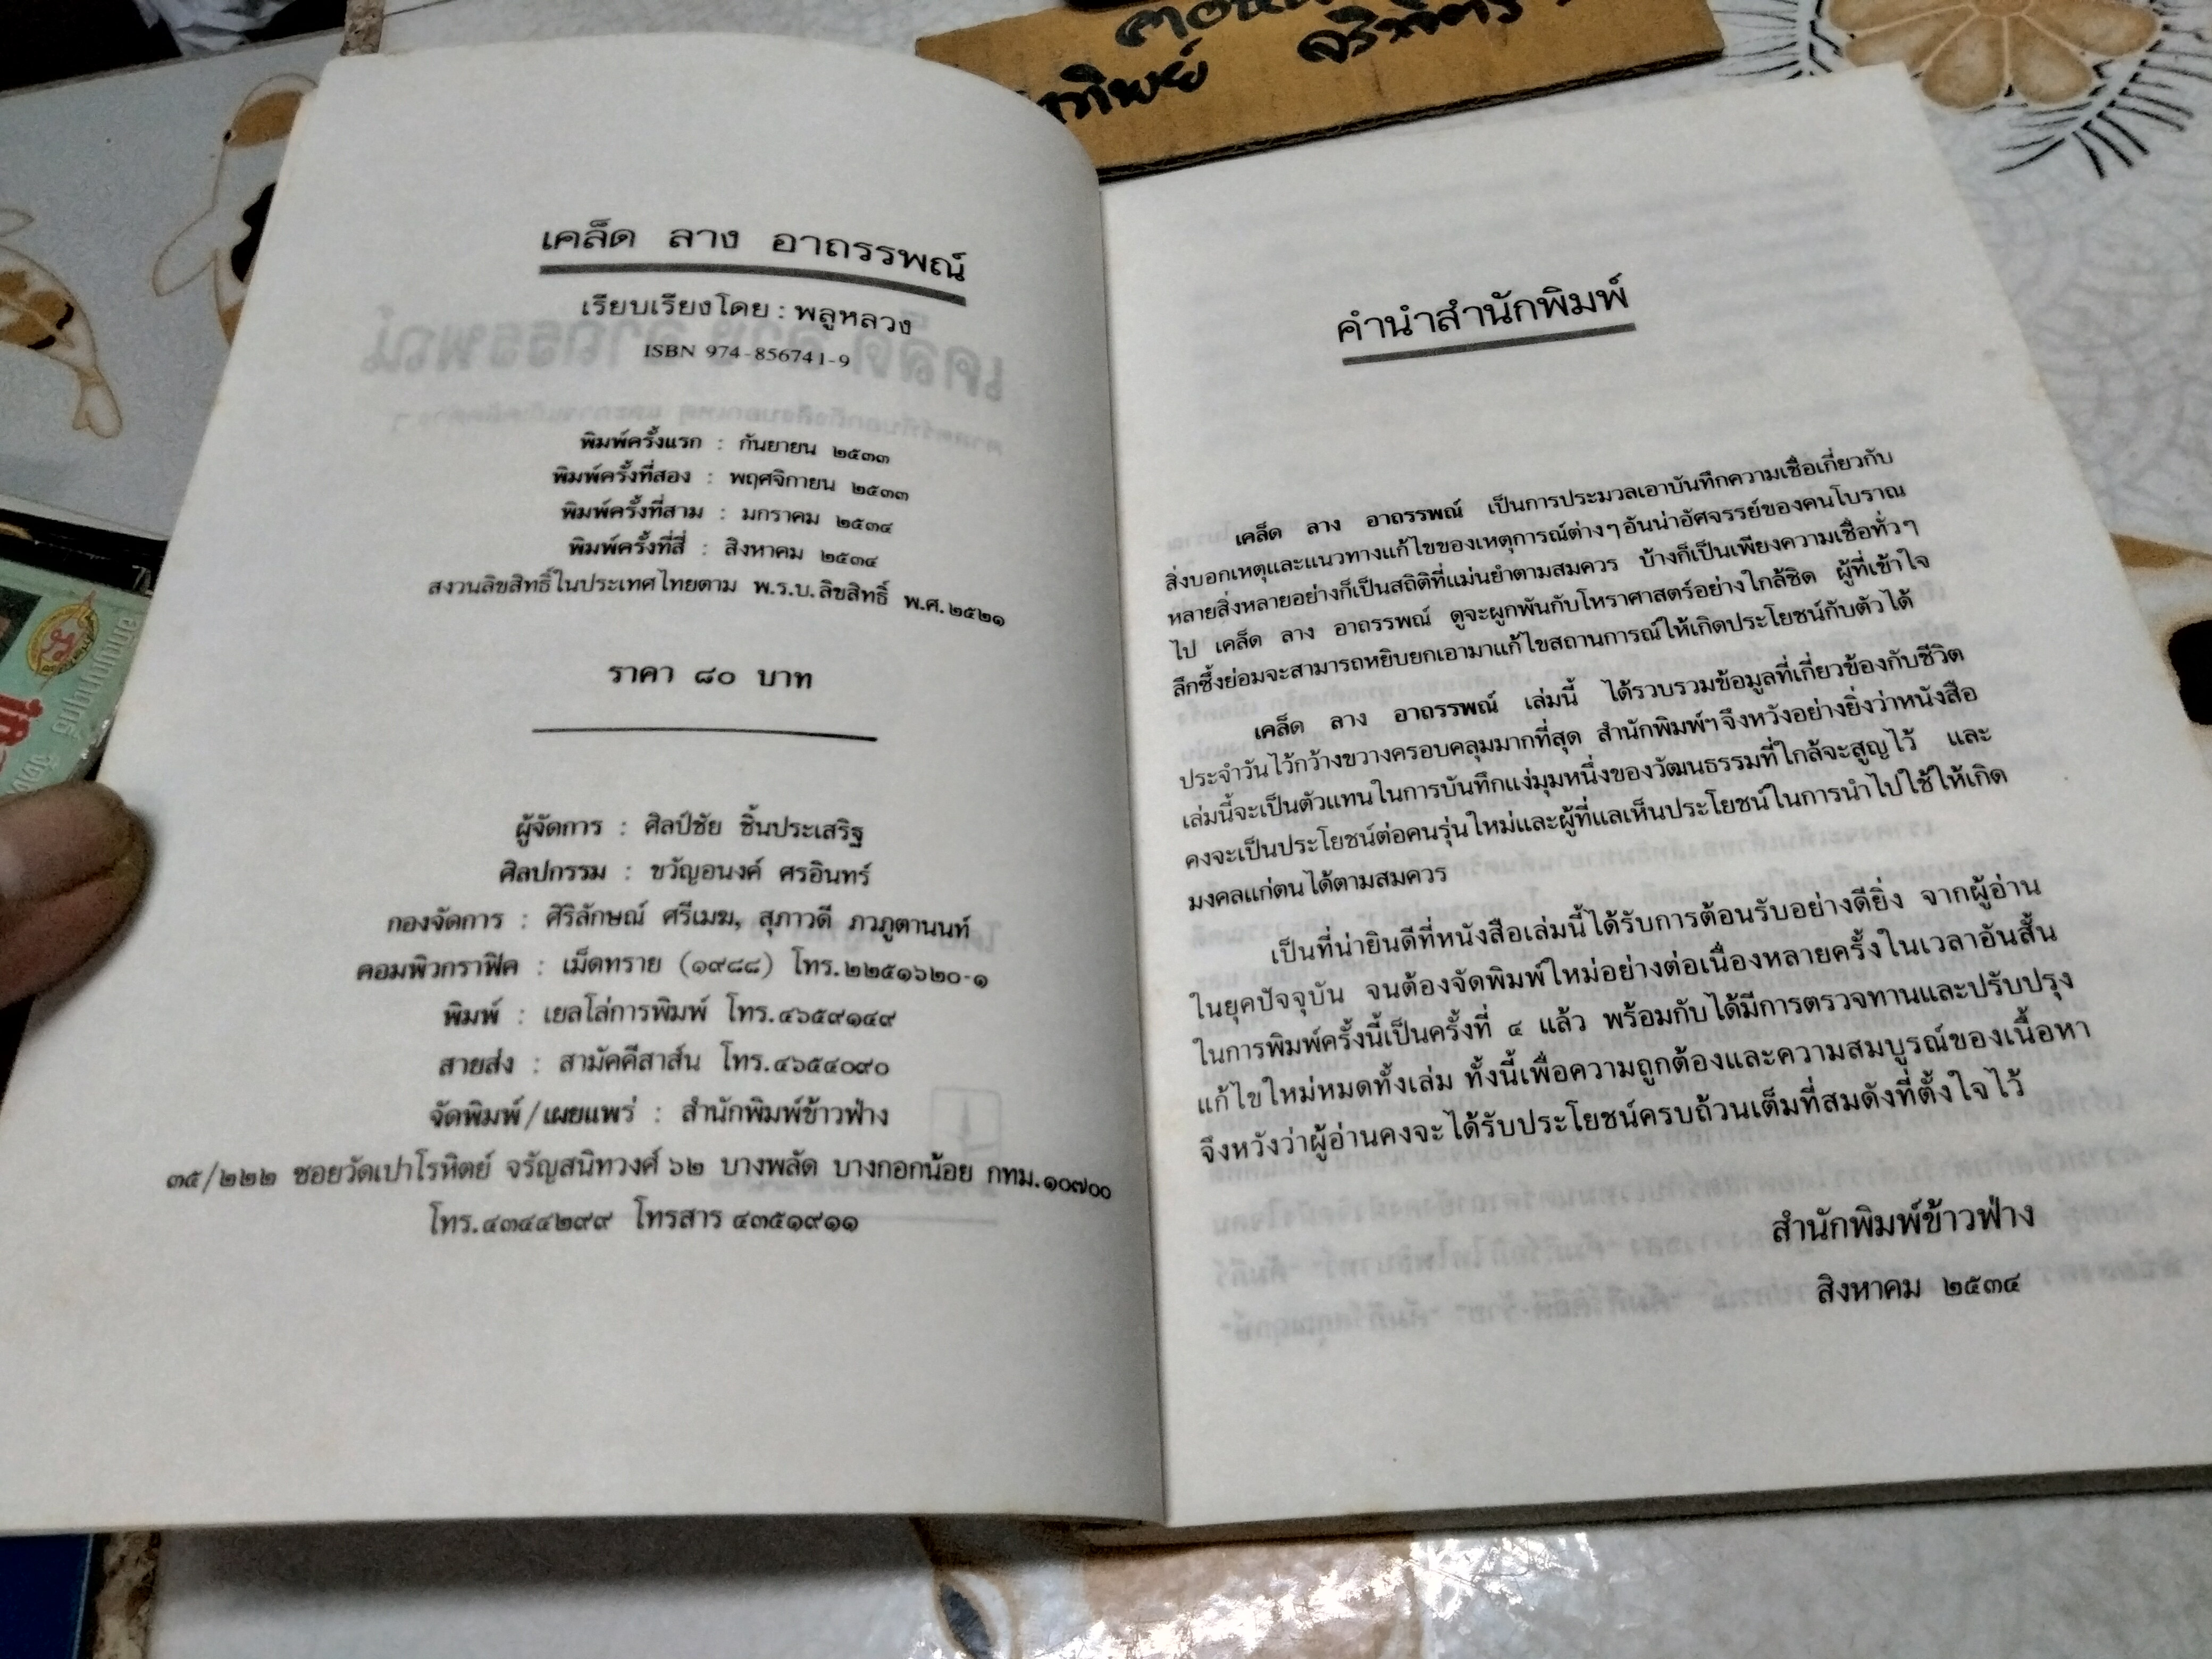 เคล็ด ลาง อาถรรพณ์
เรียบเรียงโดย : พลูหลวง
ISBN 974-856741-9
พิมพ์ครั้งแรก : กันยายน ๒๕๓๓
พิมพ์ครั้งที่สอง : พฤศจิกายน ๒๕๓๓
พิมพ์ครั้งที่สาม : มกราคม ๒๕๓๔
พิมพ์ครั้งที่สี่ : สิงหาคม ๒๕๓๔
สงวนลิขสิทธิ์ในประเทศไทยตาม พ.ร.บ.ลิขสิทธิ์ พ.ศ.๒๕๒๑
ราคา ๘๐ บาท
ผู้จัดการ : ศิลป์ชัย ชิ้นประเสริฐ
ศิลปกรรม : ขวัญอนงค์ ศรอินทร์
กองจัดการ : ศิริลักษณ์ ศรีเมฆ, สุภาวดี ภวภูตานนท์
คอมพิวกราฟิค : เม็ดทราย (๑๙๘๘) โทร.๒๒๕๑๖๒๐-๑
พิมพ์ : เยลโล่การพิมพ์ โทร.๔๖๕๙๑๔๙
สายส่ง : สามัคคีสาส์น โทร.๔๖๕๔๐๙๐
จัดพิมพ์/เผยแพร่ : สำนักพิมพ์ข้าวฟ่าง
๓๕/๒๒๒ ซอยวัดเปาโรหิตย์ จรัญสนิทวงศ์ ๖๒ บางพลัด บางกอกน้อย กทม.๑๐๗๐๐
โทร.๔๓๔๔๒๙๙ โทรสาร ๔๓๕๑๙๑๑
คำนำสำนักพิมพ์
เคล็ด ลาง อาถรรพณ์ เป็นการประมวลเอาบันทึกความเชื่อเกี่ยวกับ
สิ่งบอกเหตุและแนวทางแก้ไขของเหตุการณ์ต่างๆอันน่าอัศจรรย์ของคนโบราณ
หลายสิ่งหลายอย่างก็เป็นสถิติที่แม่นยำตามสมควร บ้างก็เป็นเพียงความเชื่อทั่วๆ
ไป เคล็ด ลาง อาถรรพณ์ ดูจะผูกพันกับโหราศาสตร์อย่างใกล้ชิด ผู้ที่เข้าใจ
ลึกซึ้งย่อมจะสามารถหยิบยกเอามาแก้ไขสถานการณ์ให้เกิดประโยชน์กับตัวได้
เคล็ด ลาง อาถรรพณ์ เล่มนี้ ได้รวบรวมข้อมูลที่เกี่ยวข้องกับชีวิต
ประจำวันไว้กว้างขวางครอบคลุมมากที่สุด สำนักพิมพ์ฯจึงหวังอย่างยิ่งว่าหนังสือ
เล่มนี้จะเป็นตัวแทนในการบันทึกแง่มุมหนึ่งของวัฒนธรรมที่ใกล้จะสูญไว้ และ
คงจะเป็นประโยชน์ต่อคนรุ่นใหม่และผู้ที่แลเห็นประโยชน์ในการนำไปใช้ให้เกิด
มงคลแก่ตนได้ตามสมควร
เป็นที่น่ายินดีที่หนังสือเล่มนี้ได้รับการต้อนรับอย่างดียิ่ง จากผู้อ่าน
ในยุคปัจจุบัน จนต้องจัดพิมพ์ใหม่อย่างต่อเนื่องหลายครั้งในเวลาอันสั้น
ในการพิมพ์ครั้งนี้เป็นครั้งที่ ๔ แล้ว พร้อมกับได้มีการตรวจทานและปรับปรุง
แก้ไขใหม่หมดทั้งเล่ม ทั้งนี้เพื่อความถูกต้องและความสมบูรณ์ของเนื้อหา
จึงหวังว่าผู้อ่านคงจะได้รับประโยชน์ครบถ้วนเต็มที่สมดังที่ตั้งใจไว้
สำนักพิมพ์ข้าวฟ่าง
สิงหาคม ๒๕๓๔